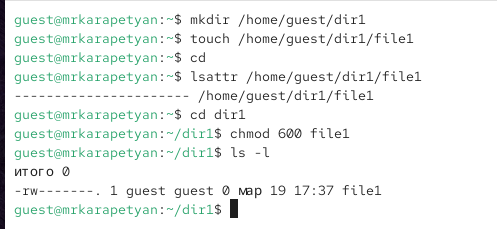 guest@mrkarapetyan:~$ mkdir /home/guest/dir1
guest@mrkarapetyan:~$ touch /home/guest/dir1/file1
guest@mrkarapetyan:~$ cd
guest@mrkarapetyan:~$ lsattr /home/guest/dir1/file1
---------------------- /home/guest/dir1/file1
guest@mrkarapetyan:~$ cd dir1
guest@mrkarapetyan:~/dir1$ chmod 600 file1
guest@mrkarapetyan:~/dir1$ ls -l
итого 0
-rw-------. 1 guest guest 0 мар 19 17:37 file1
guest@mrkarapetyan:~/dir1$